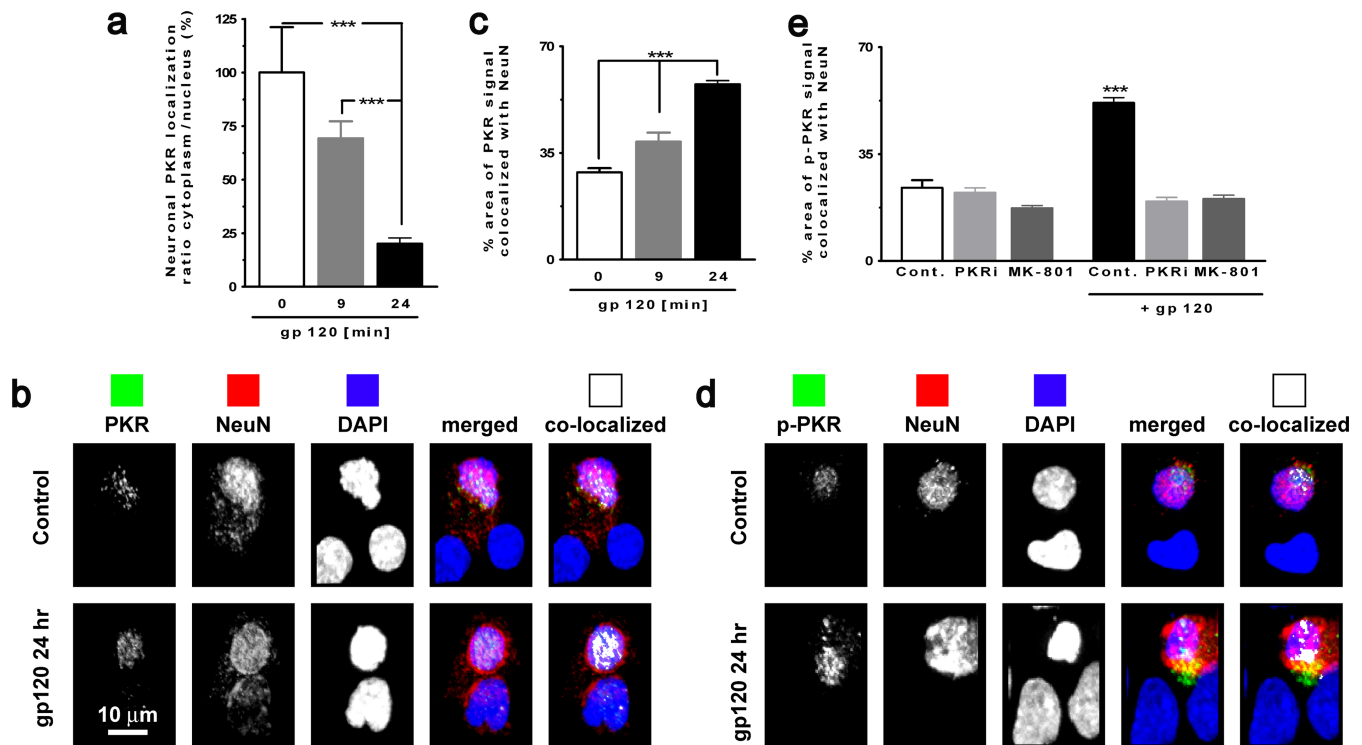 a
Neuronal PKR localization
ratio cytoplasm/nucleus (%)
125
100
75
50
25
0
***
***
0 9 24
gp 120 [min]
c
% area of PKR signal
colocalized with NeuN
70
35
0
***
0 9 24
gp 120 [min]
e
% area of p-PKR signal
colocalized with NeuN
70
35
0
***
Cont. PKRi MK-801 Cont. PKRi MK-801
+ gp 120
b
PKR NeuN DAPI merged co-localized
Control
gp120 24 hr
10 μm
d
p-PKR NeuN DAPI merged co-localized
Control
gp120 24 hr